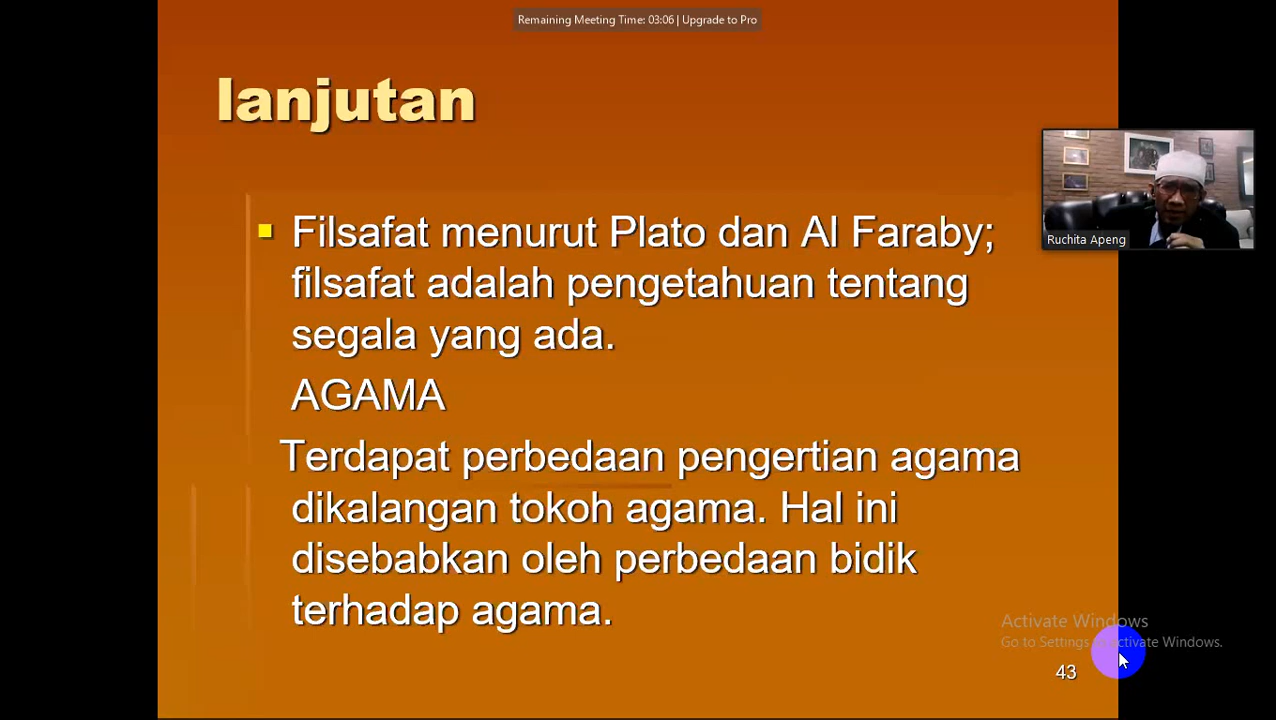 Remaining Meeting Time: 03:06 | Upgrade to Pro
lanjutan
Filsafat menurut Plato dan Al Faraby;
filsafat adalah pengetahuan tentang
segala yang ada.
AGAMA
Terdapat perbedaan pengertian agama
dikalangan tokoh agama. Hal ini
disebabkan oleh perbedaan bidik
terhadap agama.
Ruchita Apeng
Activate Windows
Go to Settings to activate Windows.
43